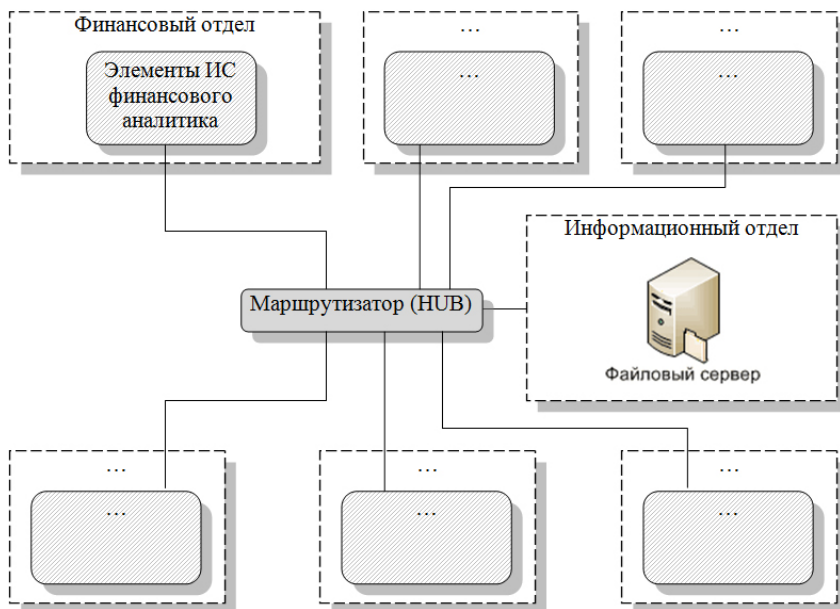 Финансовый отдел
Элементы ИС
финансового
аналитика
...
...
...
...
Информационный отдел
Маршрутизатор (HUB)
Файловый сервер
...
...
...
...
...
...